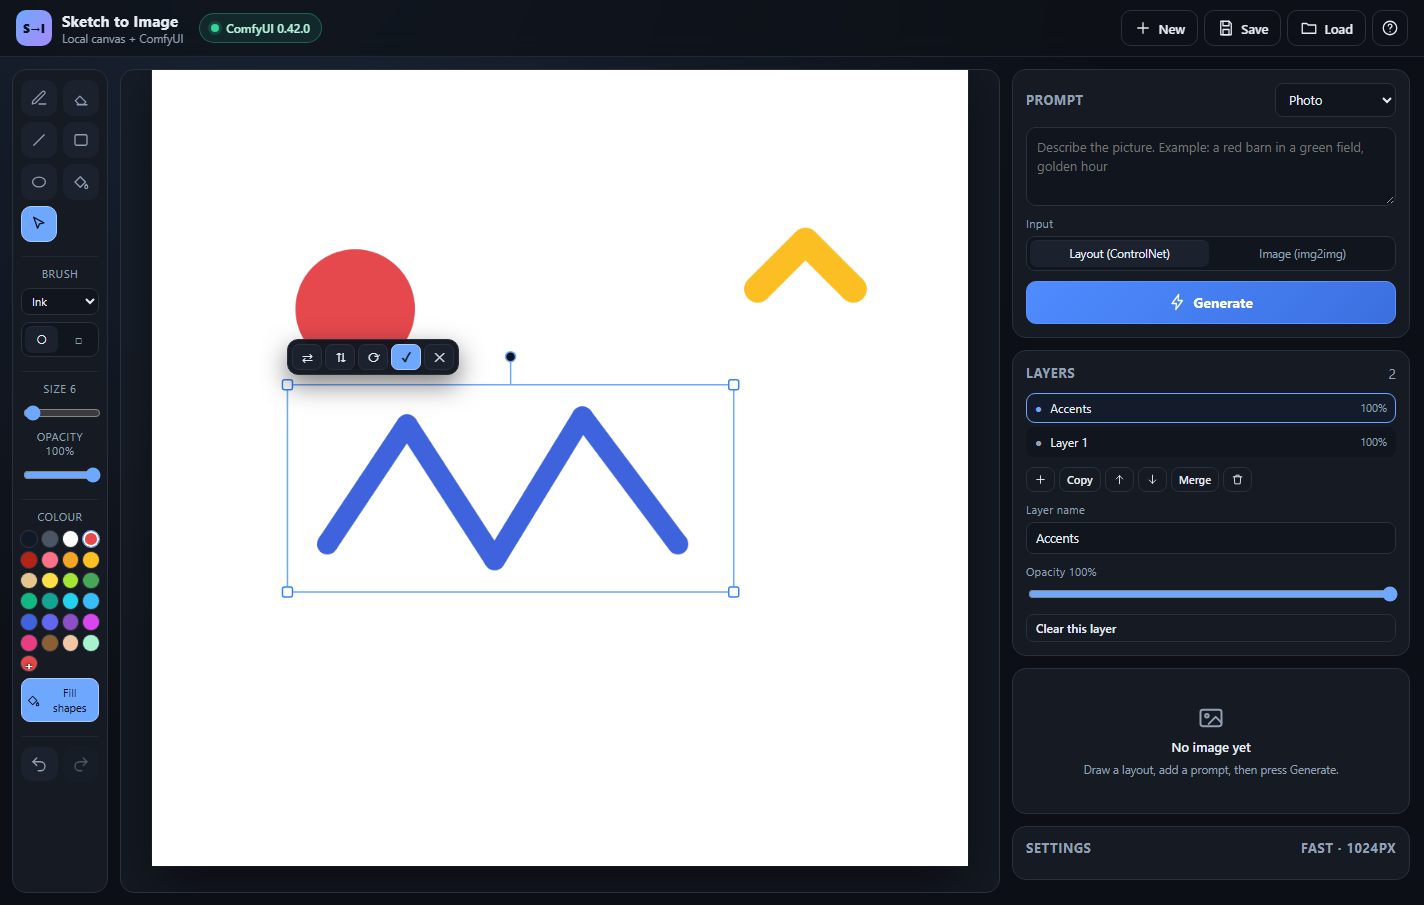 S→I
Sketch to Image
Local canvas + ComfyUI
ComfyUI 0.42.0
New
Save
Load
BRUSH
Ink
SIZE 6
OPACITY
100%
COLOUR
Fill
shapes
PROMPT
Photo
Describe the picture. Example: a red barn in a green field,
golden hour
Input
Layout (ControlNet)
Image (img2img)
Generate
LAYERS
2
Accents
100%
Layer 1
100%
Copy
Merge
Layer name
Accents
Opacity 100%
Clear this layer
No image yet
Draw a layout, add a prompt, then press Generate.
SETTINGS
FAST · 1024PX